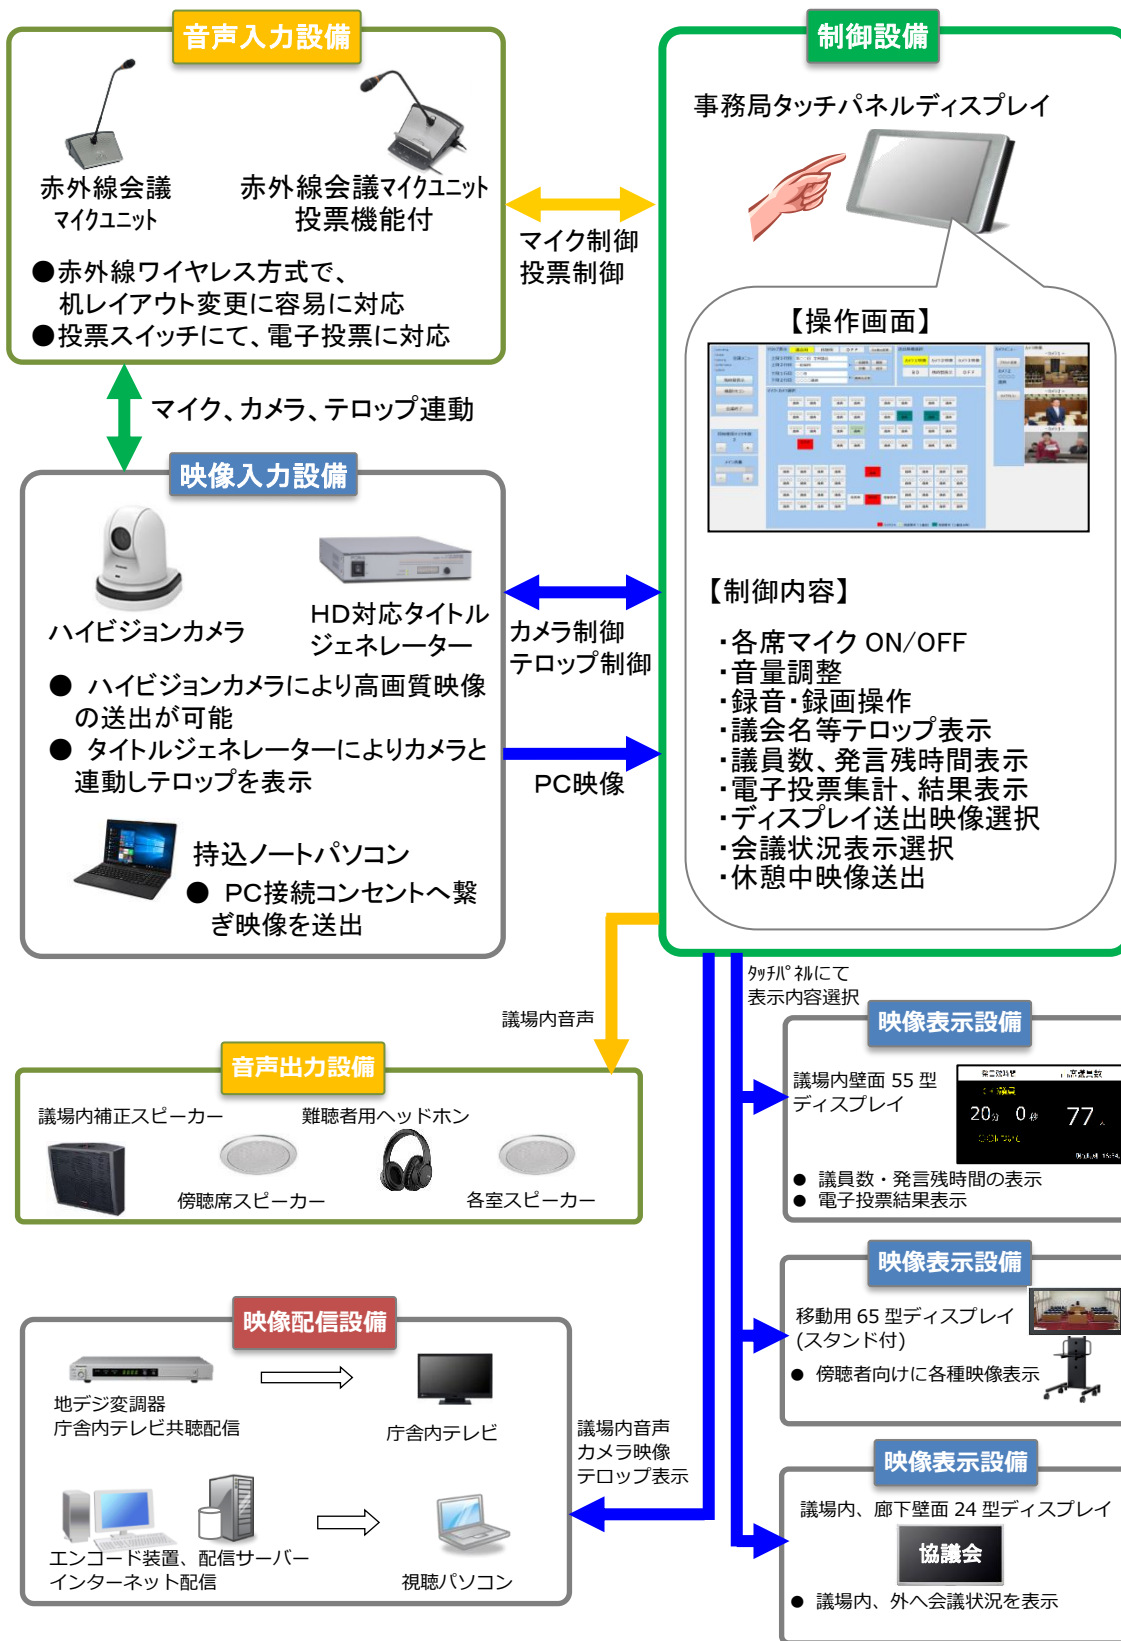 音声入力設備
赤外線会議
マイクユニット
赤外線会議マイクユニット
投票機能付
●赤外線ワイヤレス方式で、
机レイアウト変更に容易に対応
●投票スイッチにて、電子投票に対応
マイク制御
投票制御
マイク、カメラ、テロップ連動
映像入力設備
ハイビジョンカメラ
HD対応タイトル
ジェネレーター
● ハイビジョンカメラにより高画質映像
の送出が可能
● タイトルジェネレーターによりカメラと
連動しテロップを表示
持込ノートパソコン
● PC接続コンセントへ繋
ぎ映像を送出
カメラ制御
テロップ制御
PC映像
制御設備
事務局タッチパネルディスプレイ
【操作画面】
【制御内容】
・各席マイク ON/OFF
・音量調整
・録音・録画操作
・議会名等テロップ表示
・議員数、発言残時間表示
・電子投票集計、結果表示
・ディスプレイ送出映像選択
・会議状況表示選択
・休憩中映像送出
議場内音声
タッチパネルにて
表示内容選択
音声出力設備
議場内補正スピーカー
難聴者用ヘッドホン
傍聴席スピーカー
各室スピーカー
映像配信設備
地デジ変調器
庁舎内テレビ共聴配信
庁舎内テレビ
エンコード装置、配信サーバー
インターネット配信
視聴パソコン
議場内音声
カメラ映像
テロップ表示
映像表示設備
議場内壁面 55 型
ディスプレイ
発言残時間
20分 0秒
77人
● 議員数・発言残時間の表示
● 電子投票結果表示
映像表示設備
移動用 65 型ディスプレイ
(スタンド付)
● 傍聴者向けに各種映像表示
映像表示設備
議場内、廊下壁面 24 型ディスプレイ
協議会
● 議場内、外へ会議状況を表示